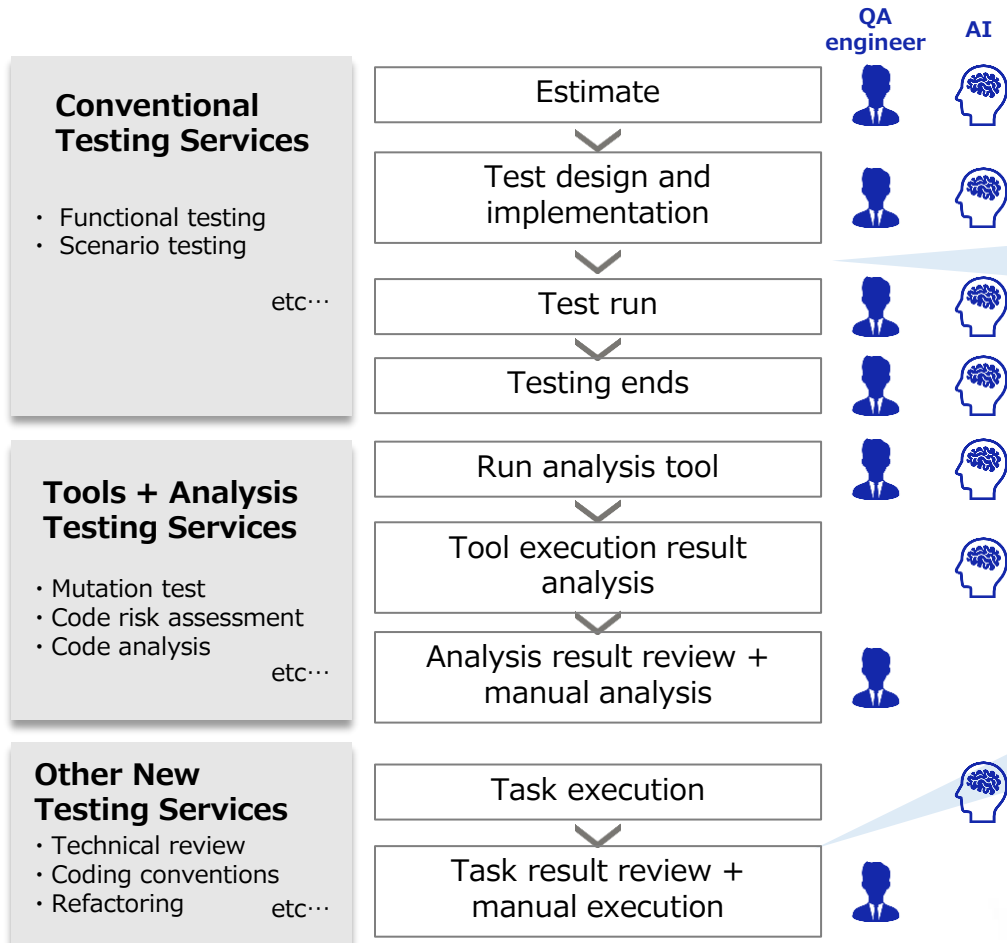 QA
engineer
AI
Conventional
Testing Services
・ Functional testing
・ Scenario testing
etc…
Estimate
Test design and
implementation
Test run
Testing ends
Tools + Analysis
Testing Services
・Mutation test
・Code risk assessment
・Code analysis
etc…
Run analysis tool
Tool execution result
analysis
Analysis result review +
manual analysis
Other New
Testing Services
・Technical review
・Coding conventions
・Refactoring
etc…
Task execution
Task result review +
manual execution